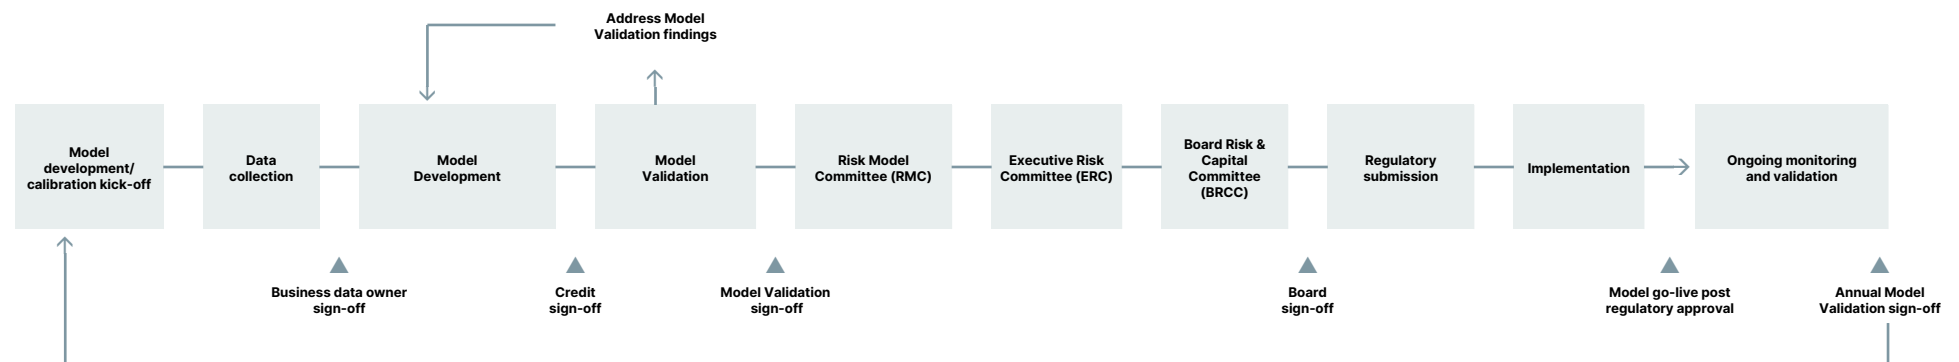 Address Model
Validation findings
Model
development/
calibration kick-off
Data
collection
Model
Development
Model
Validation
Risk Model
Committee (RMC)
Executive Risk
Committee (ERC)
Board Risk &
Capital
Committee
(BRCC)
Regulatory
submission
Implementation
Ongoing monitoring
and validation
Business data owner
sign-off
Credit
sign-off
Model Validation
sign-off
Board
sign-off
Model go-live post
regulatory approval
Annual Model
Validation sign-off